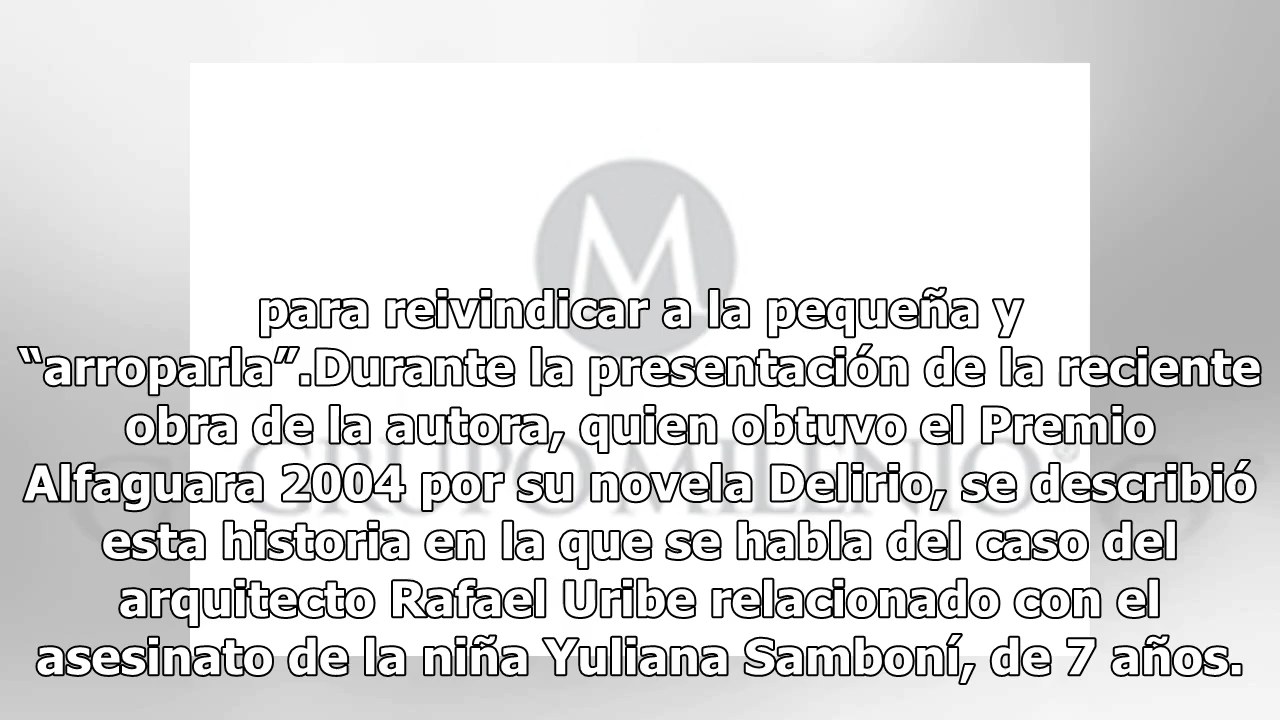 M
para reivindicar a la pequeña y
“arroparla”.Durante la presentación de la reciente
obra de la autora, quien obtuvo el Premio
GRUPO MILENIO®
Alfaguara 2004 por su novela Delirio, se describió
esta historia en la que se habla del caso del
arquitecto Rafael Uribe relacionado con el
asesinato de la niña Yuliana Samboní, de 7 años.